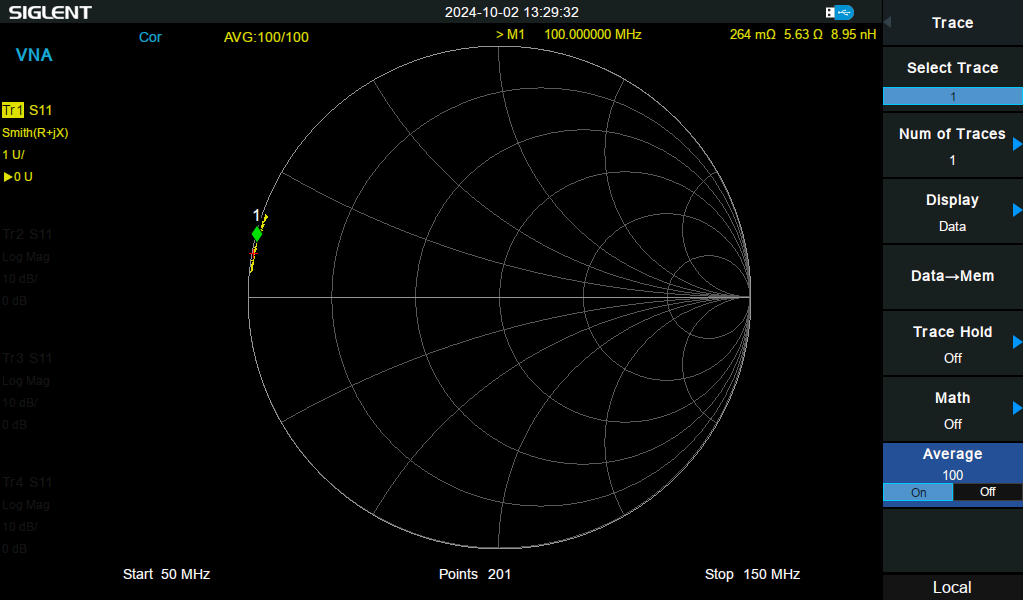 SIGLENT 2024-10-02 13:29:32
Trace
VNA
Cor AVG:100/100 > M1 100.000000 MHz 264 mΩ 5.63 Ω 8.95 nH
Tr1 S11
Smith(R+jX)
1 U/
▶0 U
Tr2 S11
Log Mag
10 dB/
0 dB
Tr3 S11
Log Mag
10 dB/
0 dB
Tr4 S11
Log Mag
10 dB/
0 dB
1
Start 50 MHz Points 201 Stop 150 MHz
Select Trace
1
Num of Traces
1
Display
Data
Data→Mem
Trace Hold
Off
Math
Off
Average
100
On Off
Local